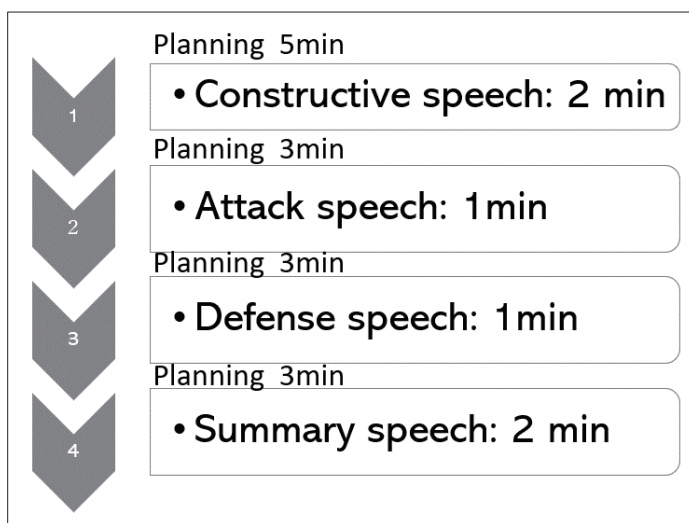 Planning 5min
1
• Constructive speech: 2 min
Planning 3min
2
• Attack speech: 1min
Planning 3min
3
• Defense speech: 1min
Planning 3min
4
• Summary speech: 2 min